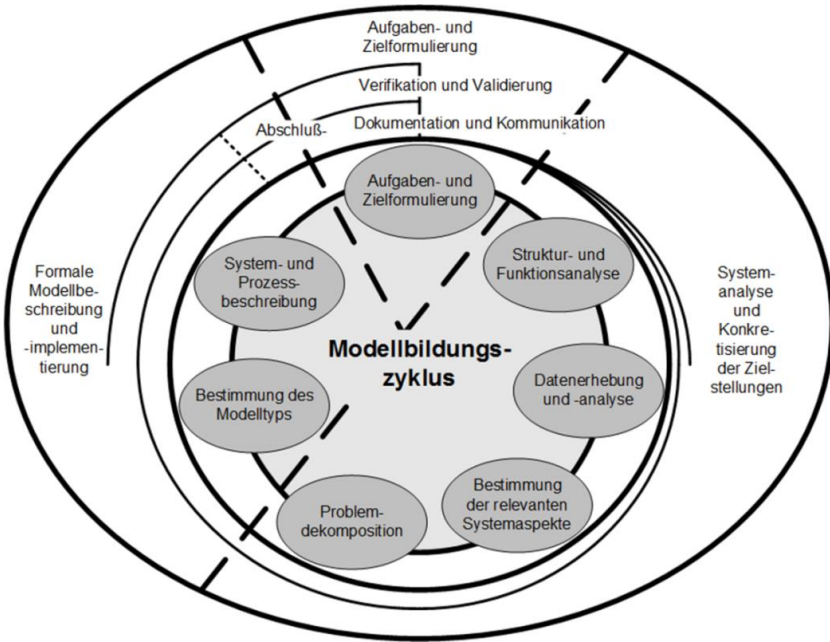 Aufgaben- und
Zielformulierung
Verifikation und Validierung
Abschluß-
Dokumentation und Kommunikation
Aufgaben- und
Zielformulierung
Struktur- und
Funktionsanalyse
System- und
Prozess-
beschreibung
Formale
Modellbe-
schreibung
und
-implemen-
tierung
System-
analyse
und
Konkre-
tisierung
der Ziel-
stellungen
Modellbildungs-
zyklus
Bestimmung des
Modelltyps
Datenerhebung
und -analyse
Problem-
dekomposition
Bestimmung
der relevanten
Systemaspekte